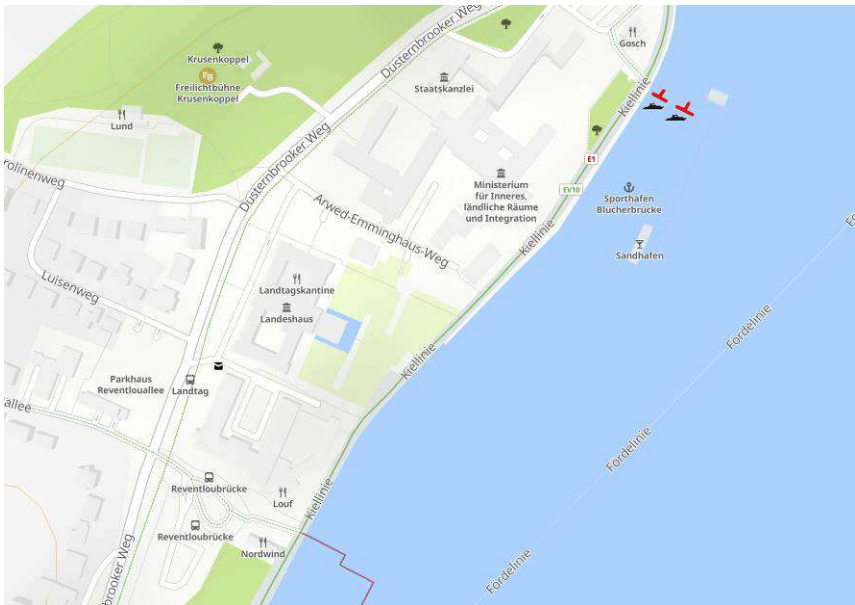 Düsternbrooker Weg
Gosch
Krusenkoppel
Freilichtbühne
Krusenkoppel
Staatskanzlei
Kiellinie
Lund
Düsternbrooker Weg
E1
rolinenweg
Ministerium
für Inneres,
ländliche Räume
und Integration
EV10
Sporthafen
Blücherbrücke
Arwed-Emminghaus-Weg
Kiellinie
Sandhafen
Luisenweg
Landtagskantine
Landeshaus
Fördelinie
Kiellinie
Parkhaus
Reventlouallee
Landtag
allee
Fördelinie
Reventloubrücke
Louf
Kiellinie
Reventloubrücke
Nordwind
Düsternbrooker Weg
Fördelinie